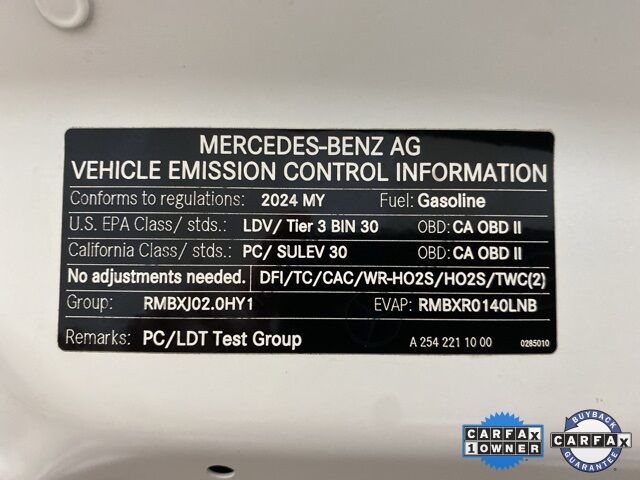 MERCEDES-BENZ AG
VEHICLE EMISSION CONTROL INFORMATION
Conforms to regulations: 2024 MY Fuel: Gasoline
U.S. EPA Class/ stds.: LDV/ Tier 3 BIN 30 OBD: CA OBD II
California Class/ stds.: PC/ SULEV 30 OBD: CA OBD II
No adjustments needed. DFI/TC/CAC/WR-HO2S/HO2S/TWC(2)
Group: RMBXJ02.0HY1 EVAP: RMBXR0140LNB
Remarks: PC/LDT Test Group A 254 221 10 00 0285010
CARFAX
1 OWNER
BUYBACK
CARFAX
GUARANTEE